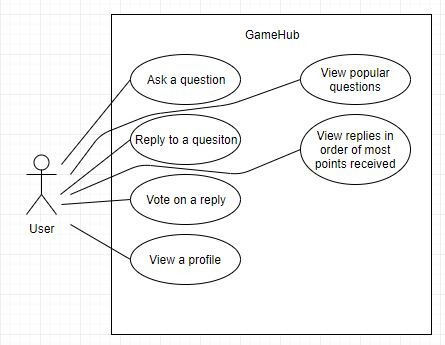 GameHub
Ask a question
View popular
questions
Reply to a quesiton
View replies in
order of most
points received
Vote on a reply
User
View a profile